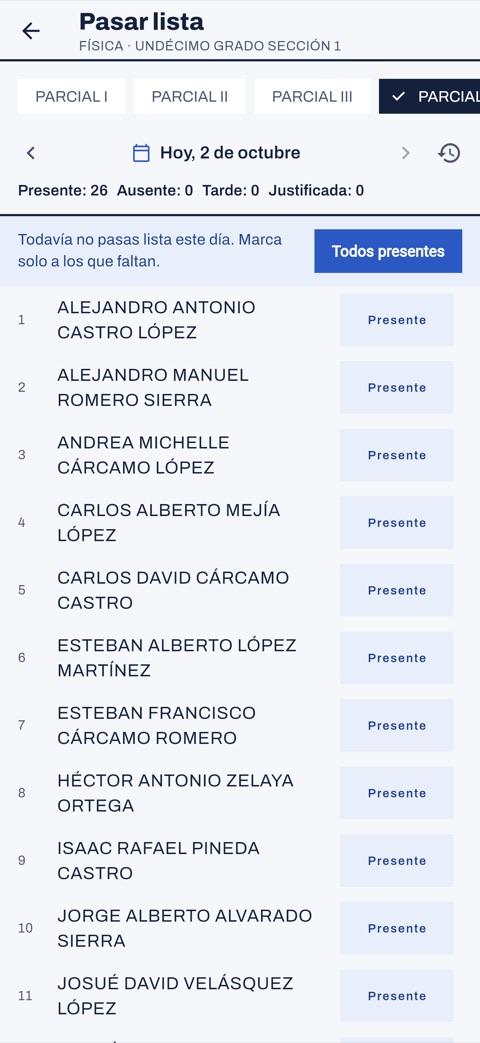 Pasar lista
FÍSICA · UNDÉCIMO GRADO SECCIÓN 1
PARCIAL I
PARCIAL II
PARCIAL III
PARCIAL
Hoy, 2 de octubre
Presente: 26 Ausente: 0 Tarde: 0 Justificada: 0
Todavía no pasas lista este día. Marca
solo a los que faltan.
Todos presentes
1
ALEJANDRO ANTONIO
CASTRO LÓPEZ
Presente
2
ALEJANDRO MANUEL
ROMERO SIERRA
Presente
3
ANDREA MICHELLE
CÁRCAMO LÓPEZ
Presente
4
CARLOS ALBERTO MEJÍA
LÓPEZ
Presente
5
CARLOS DAVID CÁRCAMO
CASTRO
Presente
6
ESTEBAN ALBERTO LÓPEZ
MARTÍNEZ
Presente
7
ESTEBAN FRANCISCO
CÁRCAMO ROMERO
Presente
8
HÉCTOR ANTONIO ZELAYA
ORTEGA
Presente
9
ISAAC RAFAEL PINEDA
CASTRO
Presente
10
JORGE ALBERTO ALVARADO
SIERRA
Presente
11
JOSUÉ DAVID VELÁSQUEZ
LÓPEZ
Presente